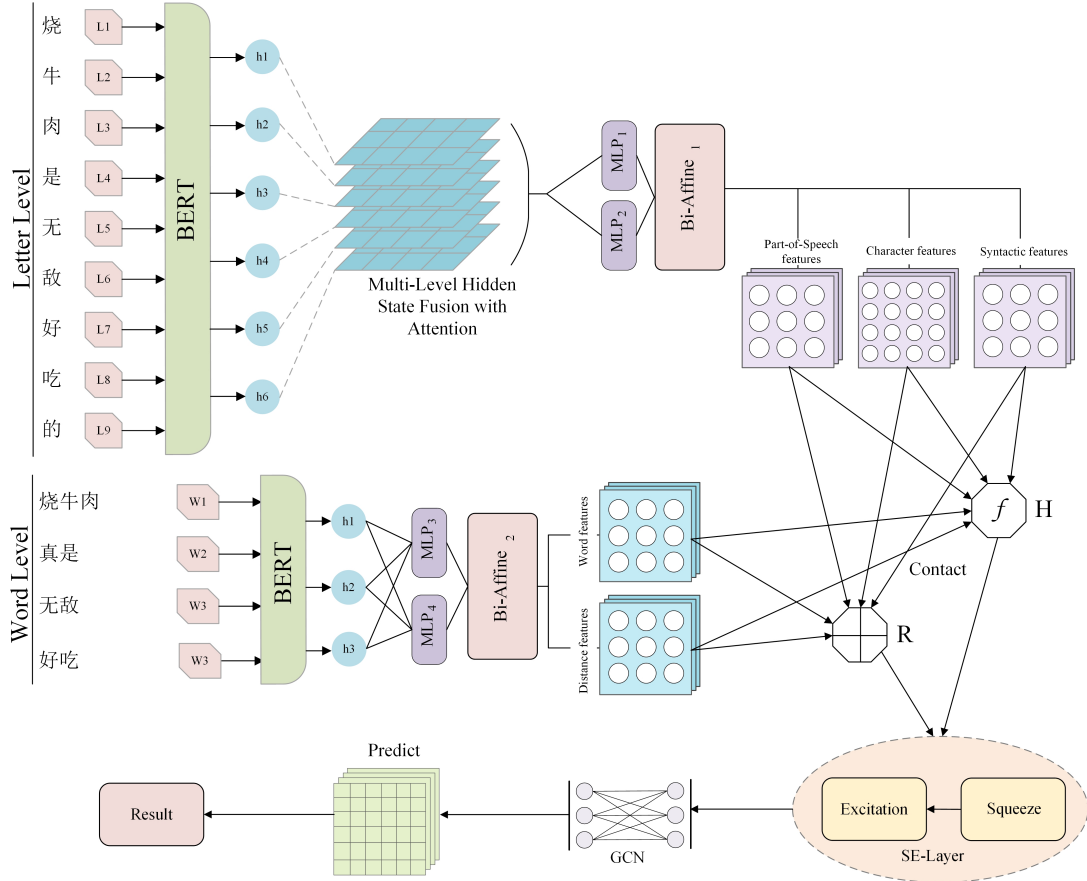 Letter Level
烧
L1
牛
L2
肉
L3
是
L4
无
L5
敌
L6
好
L7
吃
L8
的
L9
BERT
h1
h2
h3
h4
h5
h6
Multi-Level Hidden
State Fusion with
Attention
MLP1
MLP2
Bi-Affine 1
Part-of-Speech
features
Character features
Syntactic features
Word Level
烧牛肉
W1
真是
W2
无敌
W3
好吃
W3
BERT
h1
h2
h3
MLP3
MLP4
Bi-Affine 2
Word features
Distance features
f
H
Contact
R
Excitation
Squeeze
SE-Layer
GCN
Predict
Result